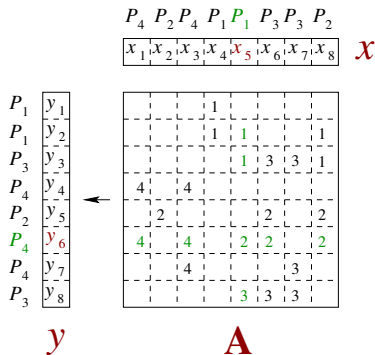 P4 P2 P4 P1 P1 P3 P3 P2
x1 x2 x3 x4 x5 x6 x7 x8 x
P1 y1 1
P1 y2 1 1 1
P3 y3 1 3 3 1
P4 y4 4 4
P2 y5 2 2 2
P4 y6 4 4 2 2 2
P4 y7 4 3
P3 y8 3 3 3
y A